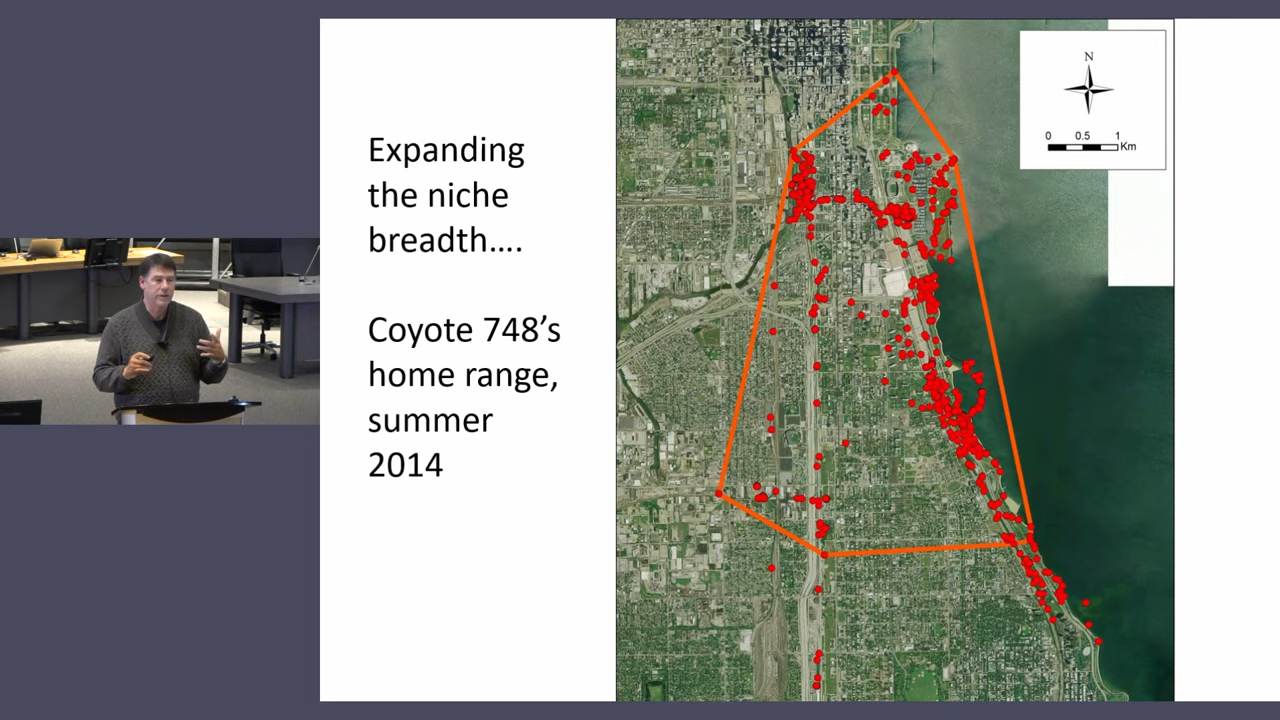 Expanding
the niche
breadth....
Coyote 748’s
home range,
summer
2014
N
0 0.5 1
Km